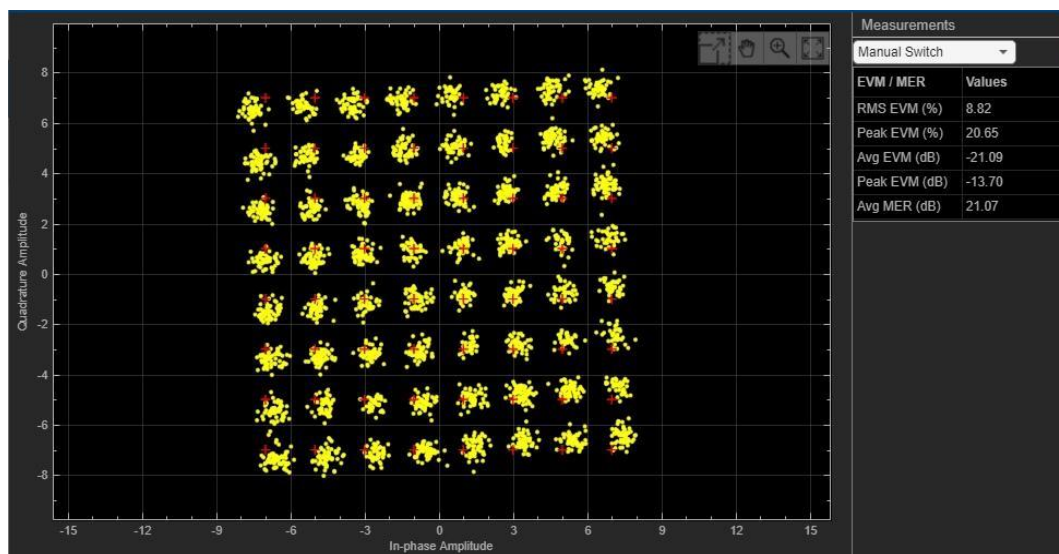 Measurements
Manual Switch
EVM / MER Values
RMS EVM (%) 8.82
Peak EVM (%) 20.65
Avg EVM (dB) -21.09
Peak EVM (dB) -13.70
Avg MER (dB) 21.07
Quadrature Amplitude
8
6
4
2
0
-2
-4
-6
-8
-15 -12 -9 -6 -3 0 3 6 9 12 15
In-phase Amplitude